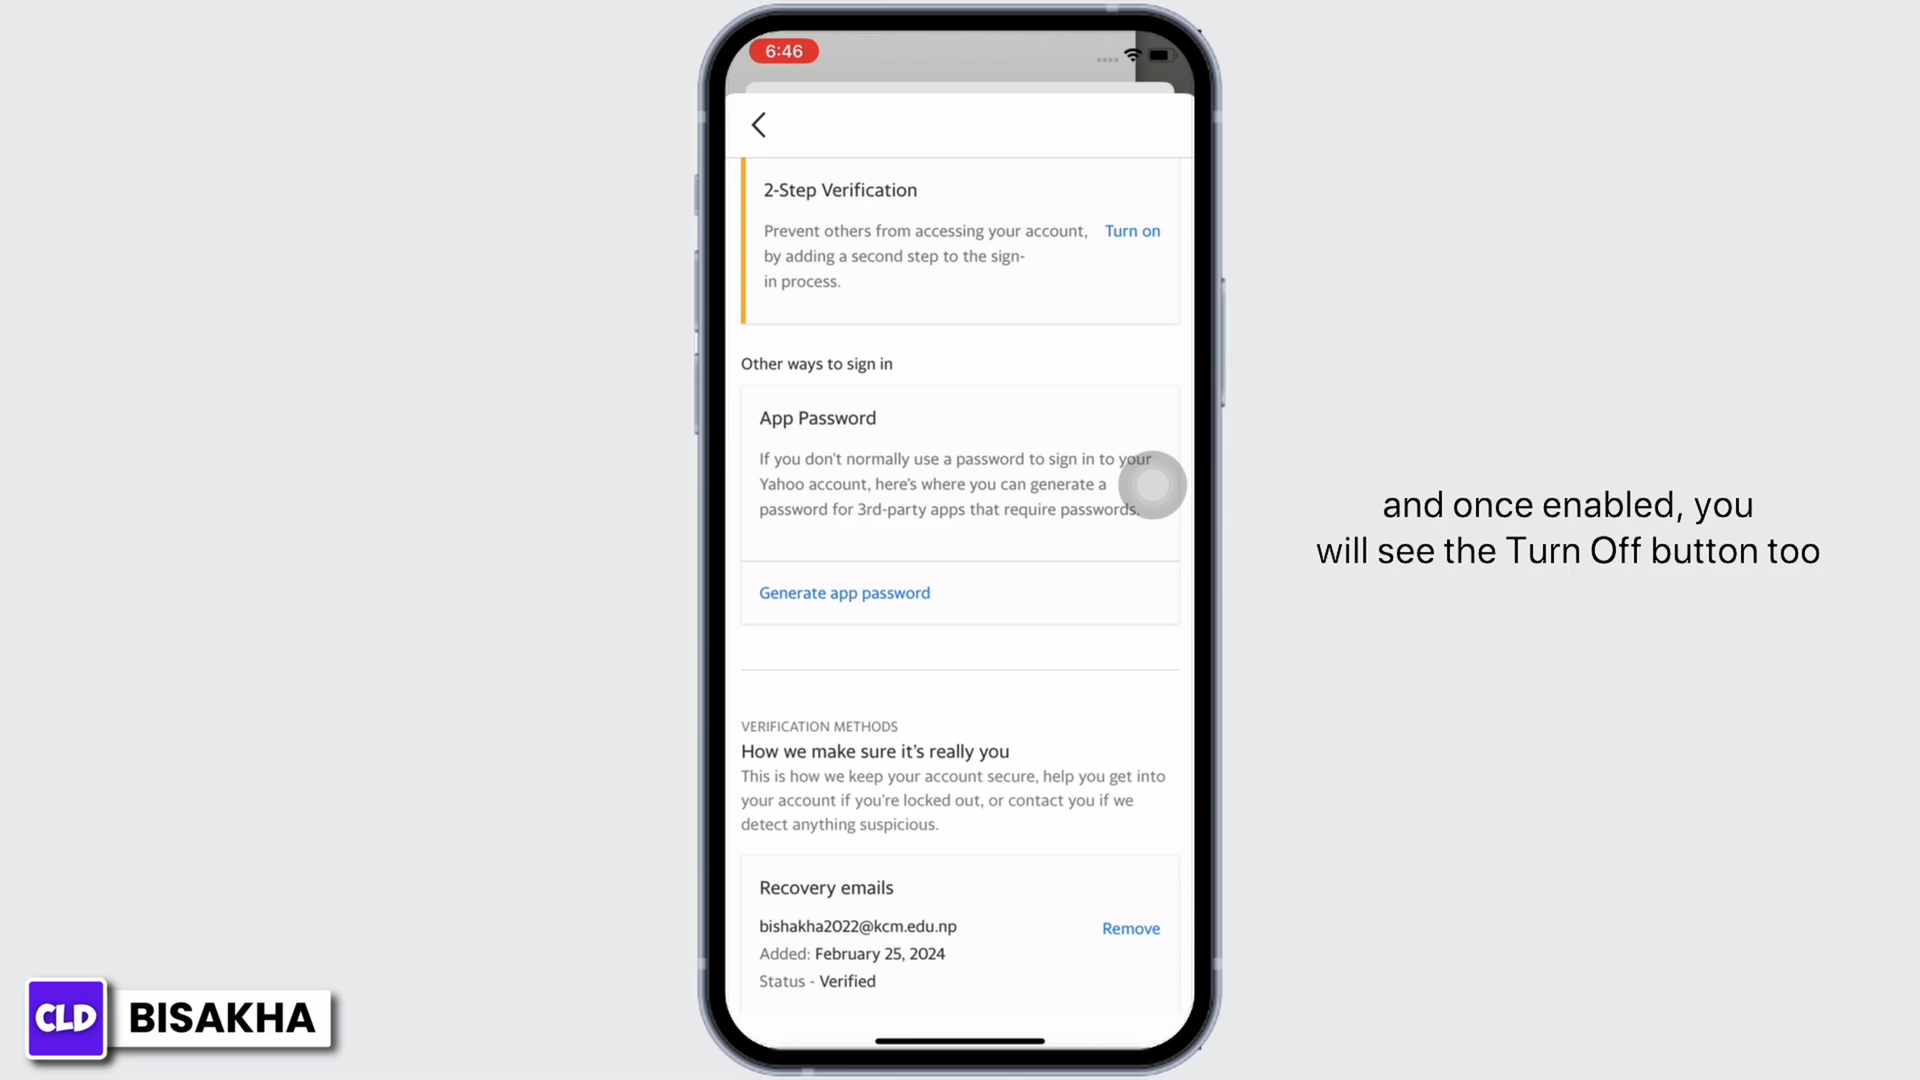 6:46
2-Step Verification
Prevent others from accessing your account,
by adding a second step to the sign-
in process.
Turn on
Other ways to sign in
App Password
If you don't normally use a password to sign in to your
Yahoo account, here's where you can generate a
password for 3rd-party apps that require passwords.
Generate app password
VERIFICATION METHODS
How we make sure it's really you
This is how we keep your account secure, help you get into
your account if you're locked out, or contact you if we
detect anything suspicious.
Recovery emails
bishakha2022@kcm.edu.np
Remove
Added: February 25, 2024
Status - Verified
and once enabled, you
will see the Turn Off button too
CLD BISAKHA